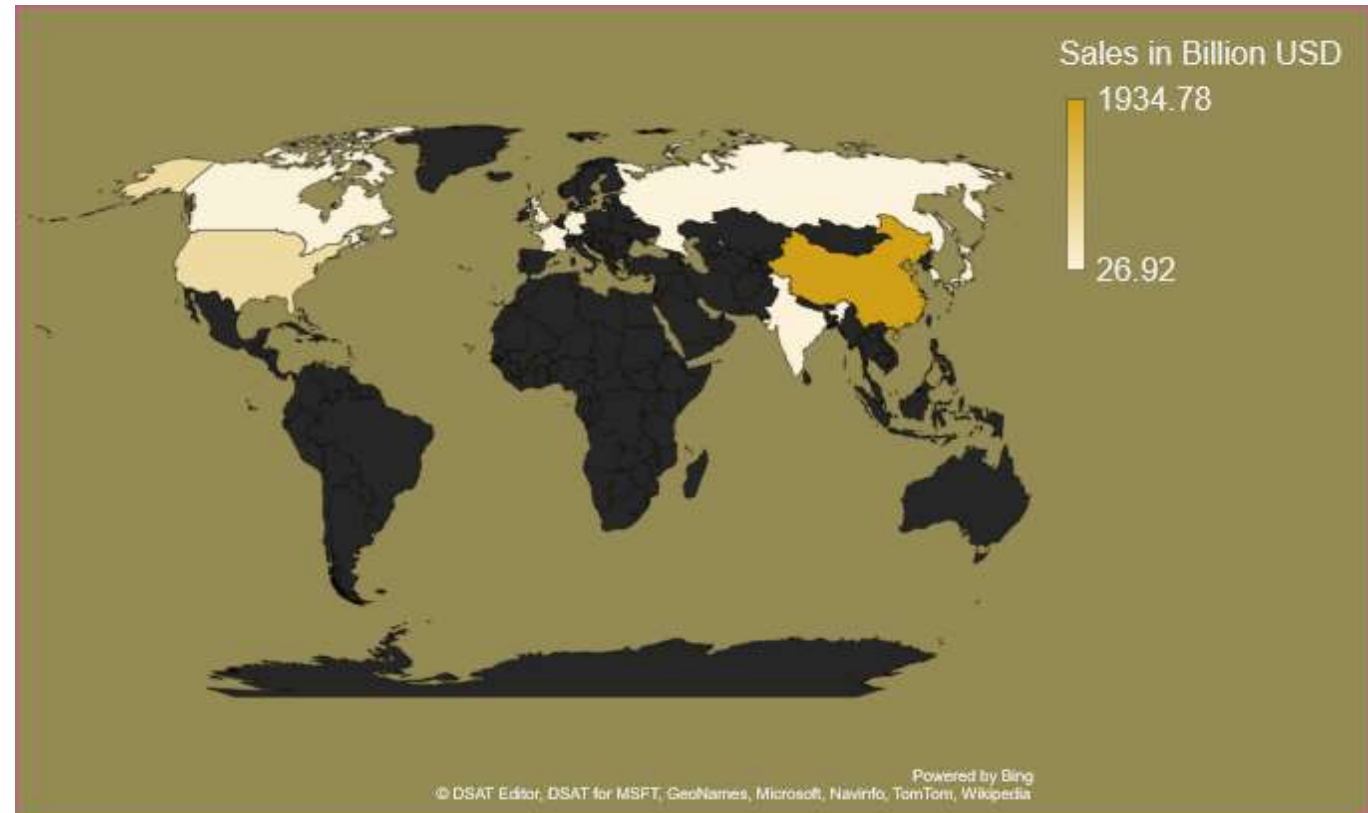 Sales in Billion USD
1934.78
26.92
Powered by Bing
© DSAT Editor, DSAT for MSFT, GeoNames, Microsoft, Navinfo, TomTom, Wikipedia